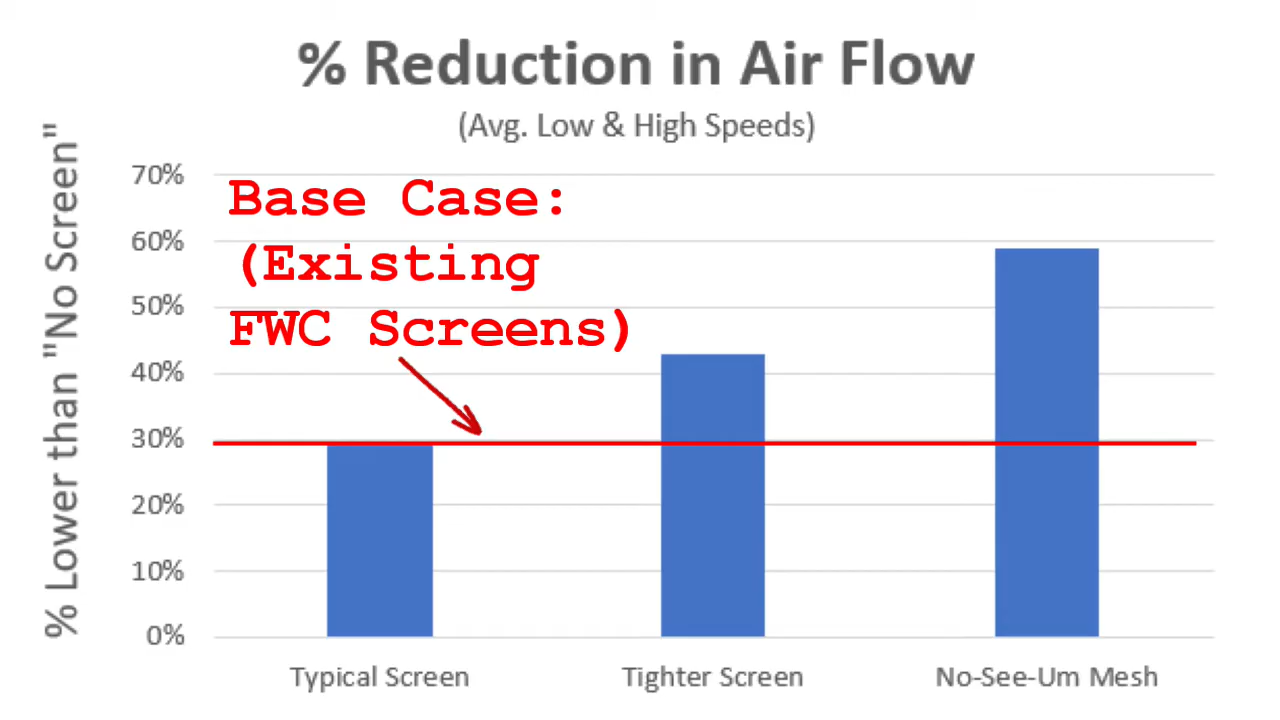 % Reduction in Air Flow
(Avg. Low & High Speeds)
% Lower than "No Screen"
70%
60%
50%
40%
30%
20%
10%
0%
Base Case:
(Existing
FWC Screens)
Typical Screen
Tighter Screen
No-See-Um Mesh